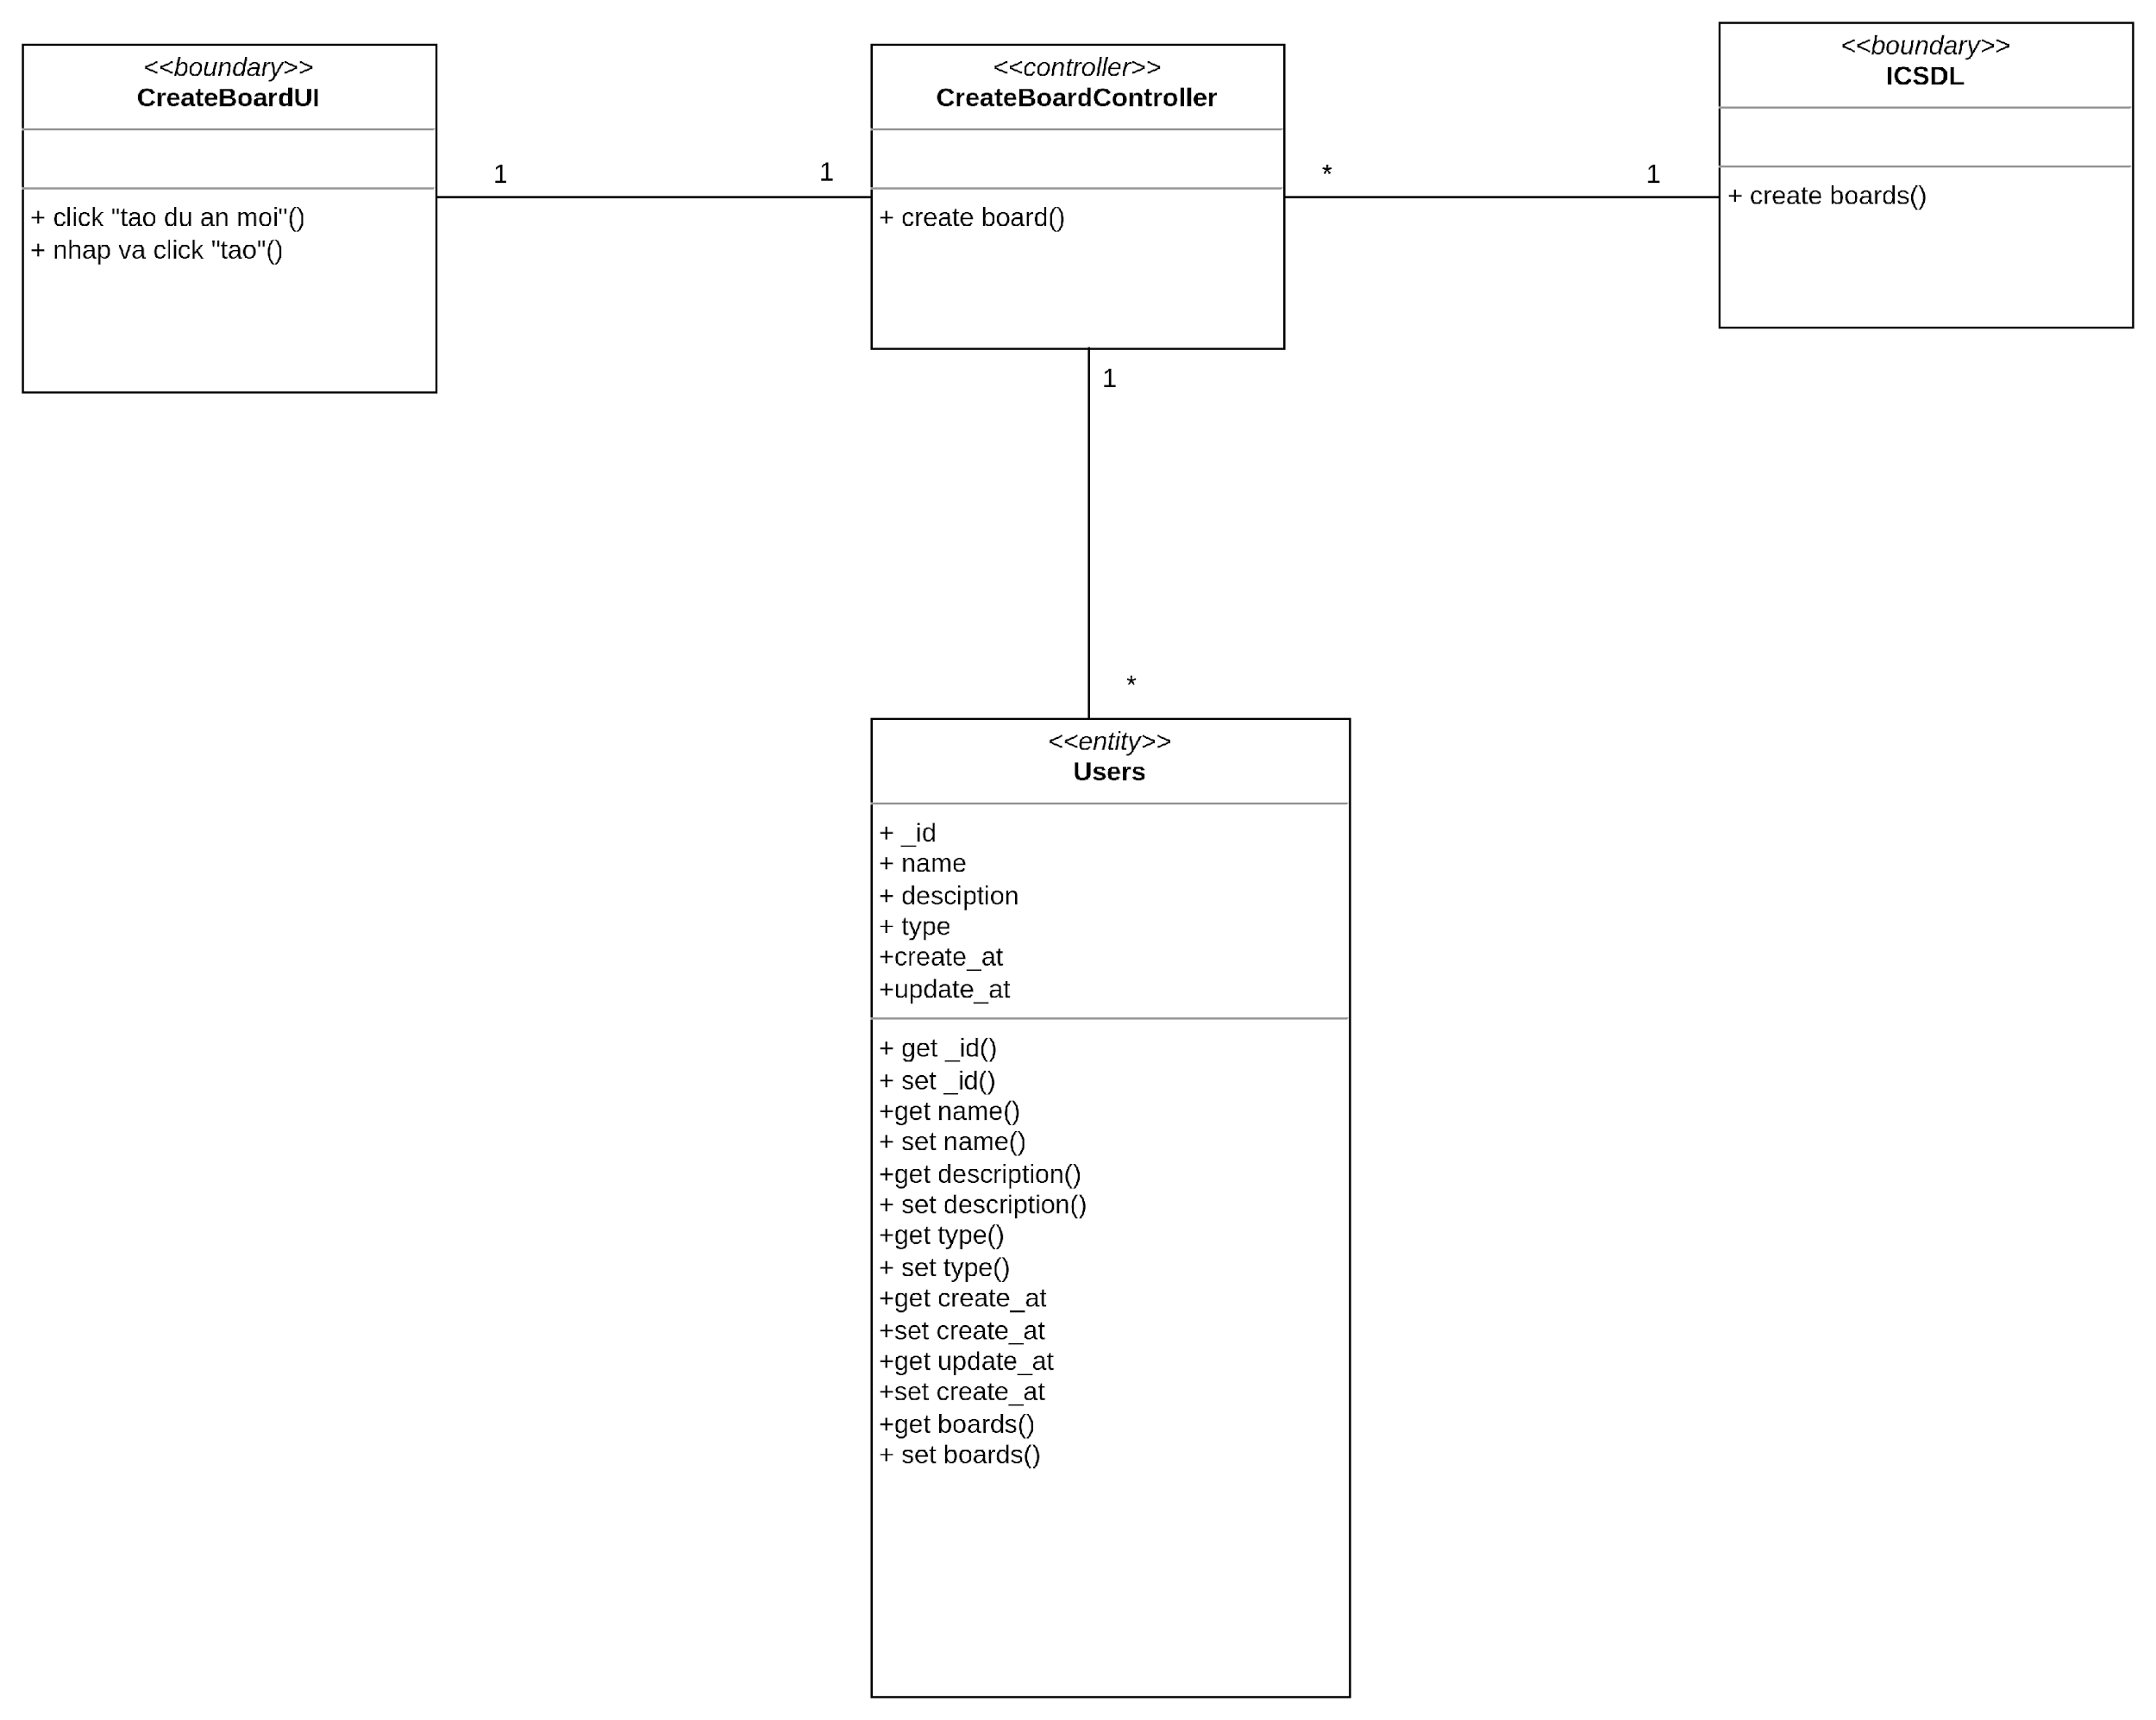 <<boundary>>
CreateBoardUI
+ click "tao du an moi"()
+ nhap va click "tao"()
1
1
<<controller>>
CreateBoardController
+ create board()
*
1
<<boundary>>
ICSDL
+ create boards()
1
*
<<entity>>
Users
+ _id
+ name
+ desciption
+ type
+create_at
+update_at
+ get _id()
+ set _id()
+get name()
+ set name()
+get description()
+ set description()
+get type()
+ set type()
+get create_at
+set create_at
+get update_at
+set create_at
+get boards()
+ set boards()